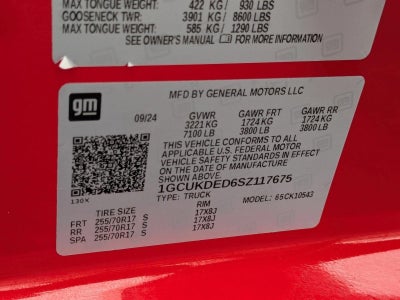 MAX TONGUE WEIGHT: 422 KG / 930 LBS
GOOSENECK TWR: 3901 KG / 8600 LBS
MAX TONGUE WEIGHT: 585 KG / 1290 LBS
SEE OWNER'S MANUAL FOR MORE INFORMATION
gm
MFD BY GENERAL MOTORS LLC
09/24 GVWR GAWR FRT GAWR RR
3221 KG 1724 KG 1724 KG
7100 LB 3800 LB 3800 LB
THIS VEHICLE CONFORMS TO ALL APPLICABLE
U.S. FEDERAL MOTOR
VEHICLE SAFETY STANDARDS IN EFFECT
ON THE DATE OF MANUFACTURE
SHOWN ABOVE.
1GCUKDED6SZ117675
TYPE: TRUCK MODEL: 6SCK10543
130X
TIRE SIZE RIM
FRT 255/70R17 S 17X8J
RR 255/70R17 S 17X8J
SPA 255/70R17 S 17X8J